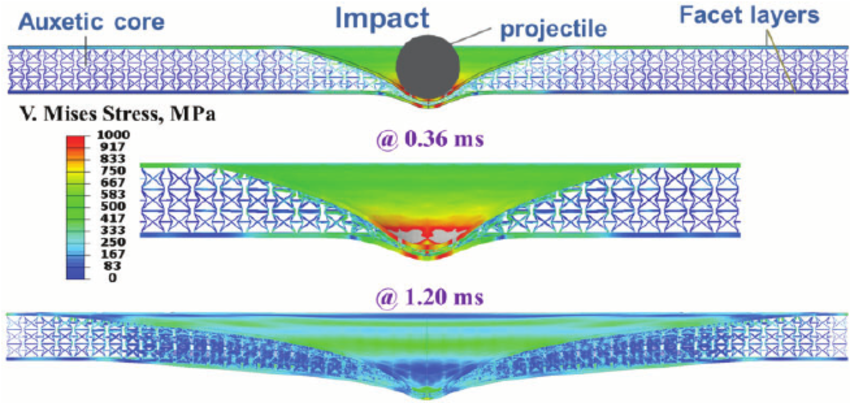 Auxetic core
Impact
projectile
Facet layers
V. Mises Stress, MPa
@ 0.36 ms
1000
917
833
750
667
583
500
417
333
250
167
83
0
@ 1.20 ms